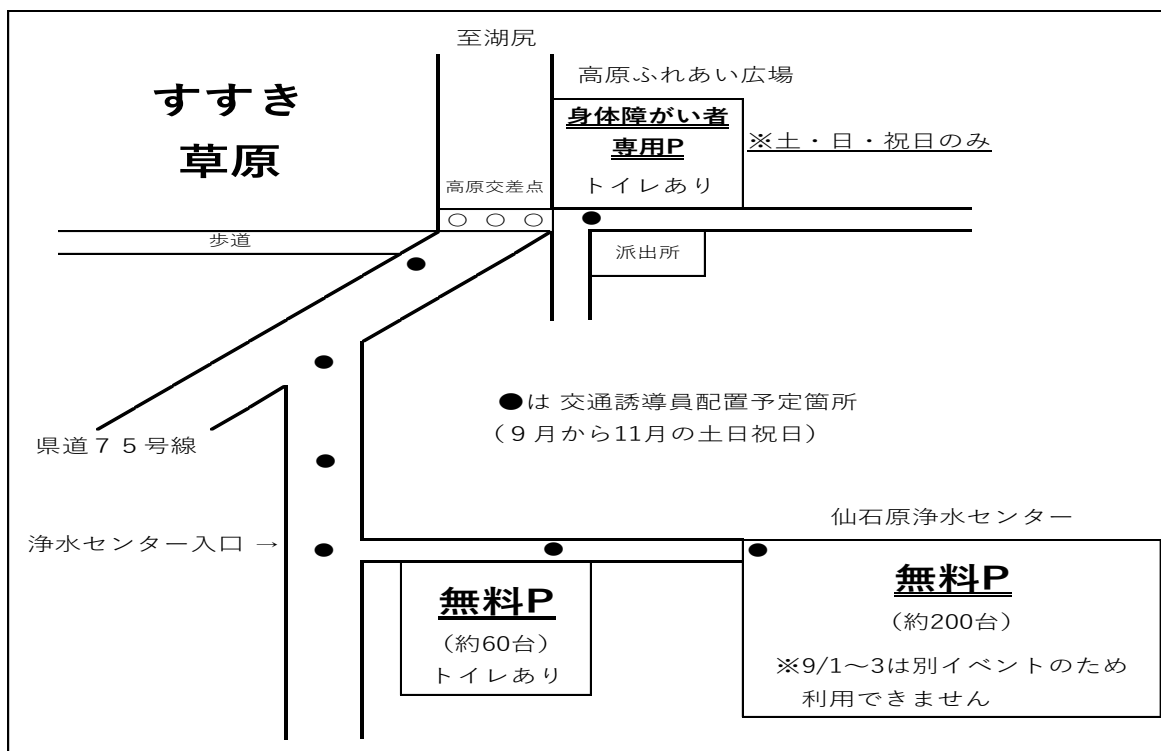 至湖尻
すすき
草原
高原ふれあい広場
身体障がい者
専用P
トイレあり
※土・日・祝日のみ
高原交差点
歩道
派出所
●は 交通誘導員配置予定箇所
（９月から11月の土日祝日）
県道７５号線
浄水センター入口 →
仙石原浄水センター
無料P
（約60台）
トイレあり
無料P
（約200台）
※9/1～3は別イベントのため
利用できません